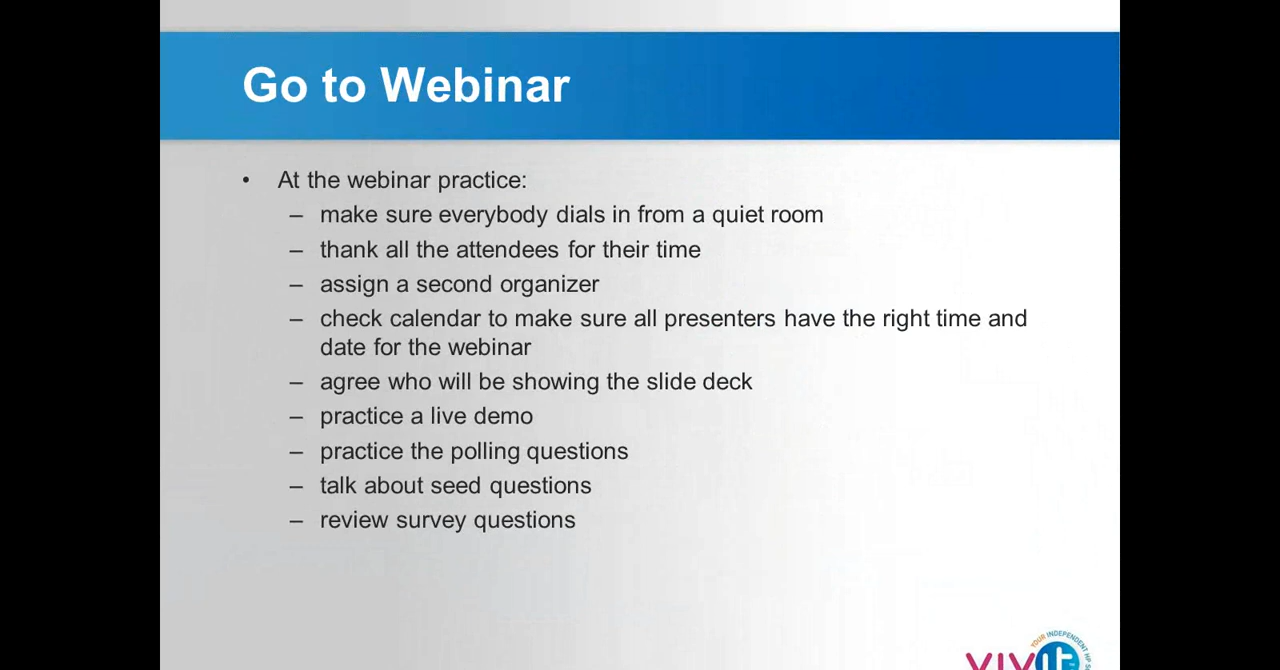 Go to Webinar
• At the webinar practice:
– make sure everybody dials in from a quiet room
– thank all the attendees for their time
– assign a second organizer
– check calendar to make sure all presenters have the right time and
date for the webinar
– agree who will be showing the slide deck
– practice a live demo
– practice the polling questions
– talk about seed questions
– review survey questions
YOUR INDEPENDENT HP